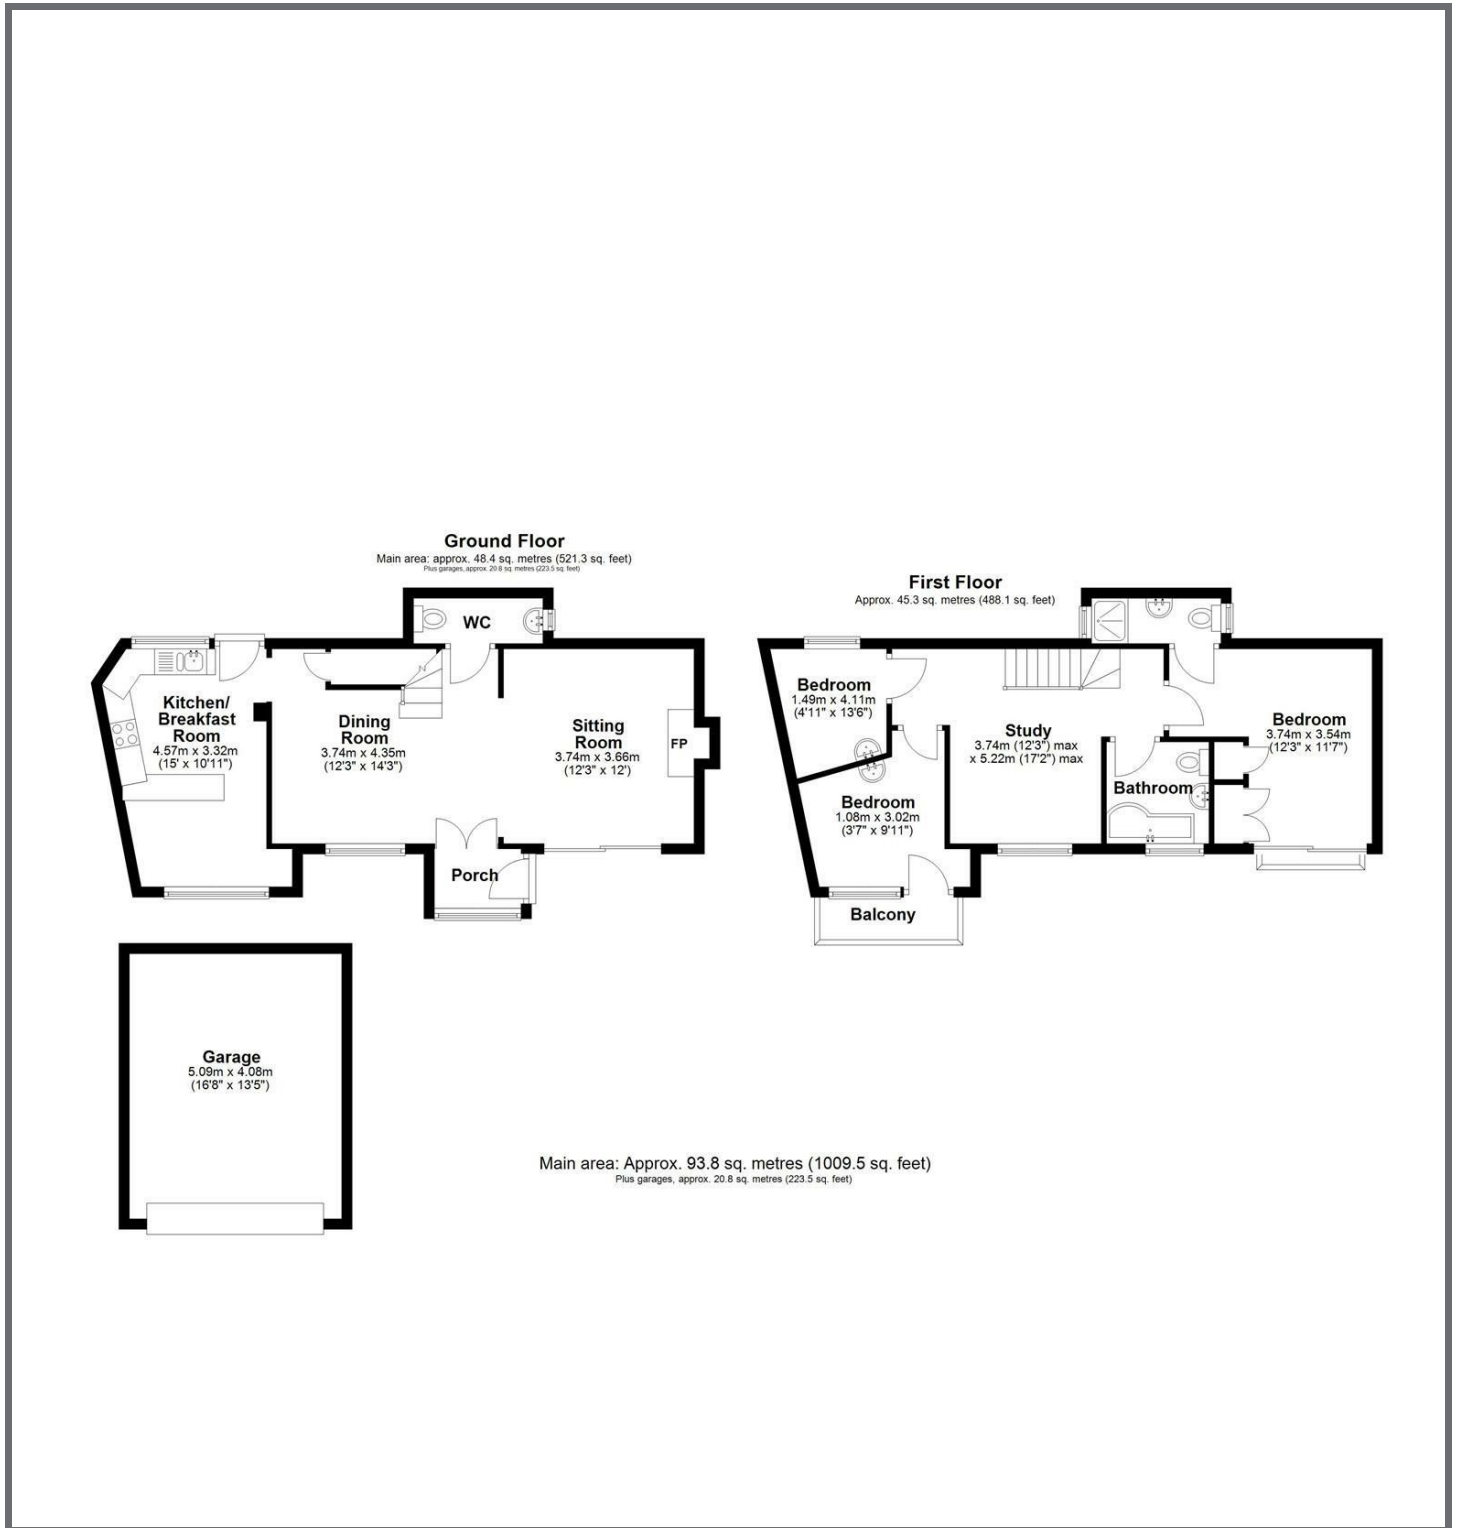 Ground Floor
Main area: approx. 48.4 sq. metres (521.3 sq. feet)
Plus garages, approx. 20.8 sq. metres (223.5 sq. feet)
WC
Kitchen/
Breakfast
Room
4.57m x 3.32m
(15' x 10'11")
Dining
Room
3.74m x 4.35m
(12'3" x 14'3")
Sitting
Room
3.74m x 3.66m
(12'3" x 12')
FP
Porch
First Floor
Approx. 45.3 sq. metres (488.1 sq. feet)
Bedroom
1.49m x 4.11m
(4'11" x 13'6")
Study
3.74m (12'3") max
x 5.22m (17'2") max
Bedroom
3.74m x 3.54m
(12'3" x 11'7")
Bathroom
Bedroom
1.08m x 3.02m
(3'7" x 9'11")
Balcony
Garage
5.09m x 4.08m
(16'8" x 13'5")
Main area: Approx. 93.8 sq. metres (1009.5 sq. feet)
Plus garages, approx. 20.8 sq. metres (223.5 sq. feet)